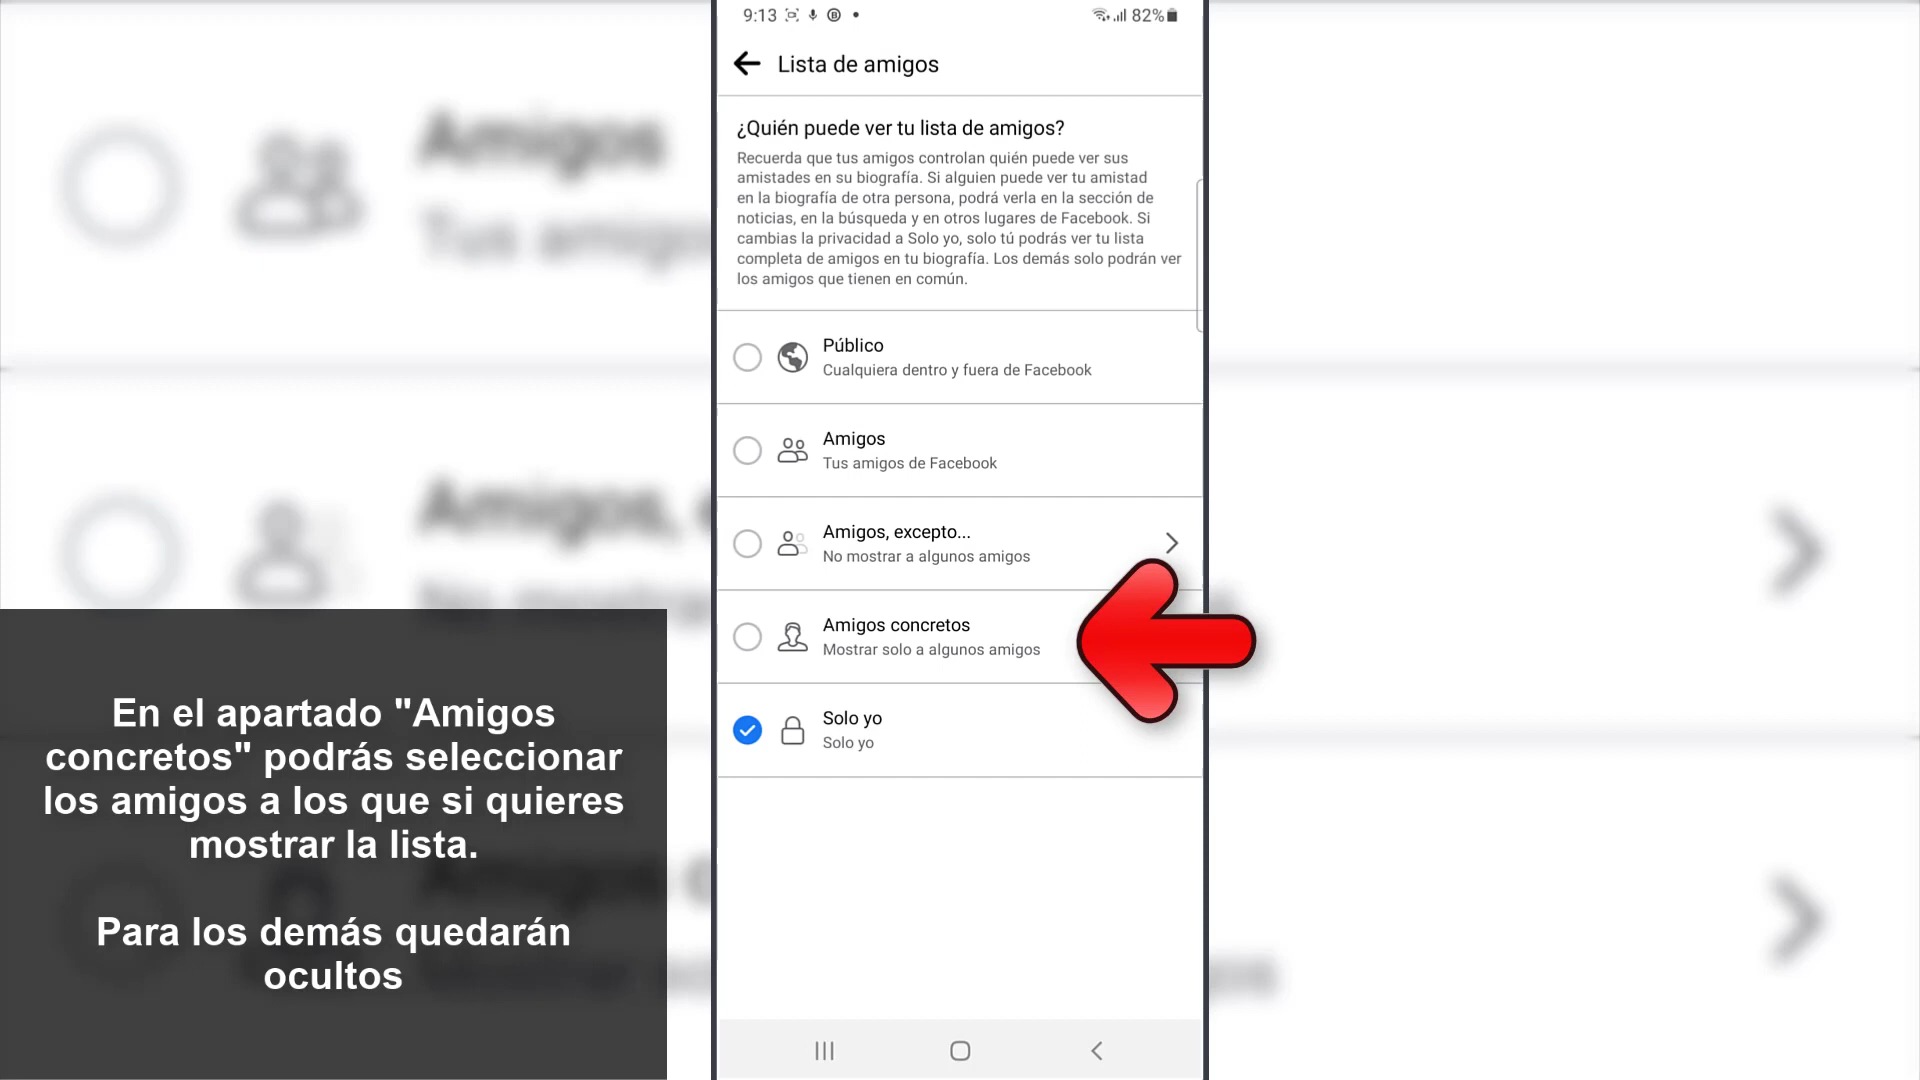 9:13
82%
Lista de amigos
¿Quién puede ver tu lista de amigos?
Recuerda que tus amigos controlan quién puede ver sus
amistades en su biografía. Si alguien puede ver tu amistad
en la biografía de otra persona, podrá verla en la sección de
noticias, en la búsqueda y en otros lugares de Facebook. Si
cambias la privacidad a Solo yo, solo tú podrás ver tu lista
completa de amigos en tu biografía. Los demás solo podrán ver
los amigos que tienen en común.
Público
Cualquiera dentro y fuera de Facebook
Amigos
Tus amigos de Facebook
Amigos, excepto...
No mostrar a algunos amigos
Amigos concretos
Mostrar solo a algunos amigos
Solo yo
Solo yo
En el apartado "Amigos
concretos" podrás seleccionar
los amigos a los que si quieres
mostrar la lista.
Para los demás quedarán
ocultos
Amigos
Tus amigos
Amigos,